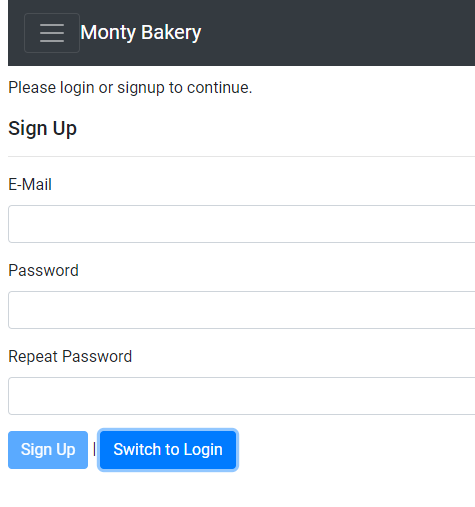 Monty Bakery
Please login or signup to continue.
Sign Up
E-Mail
Password
Repeat Password
Sign Up | Switch to Login